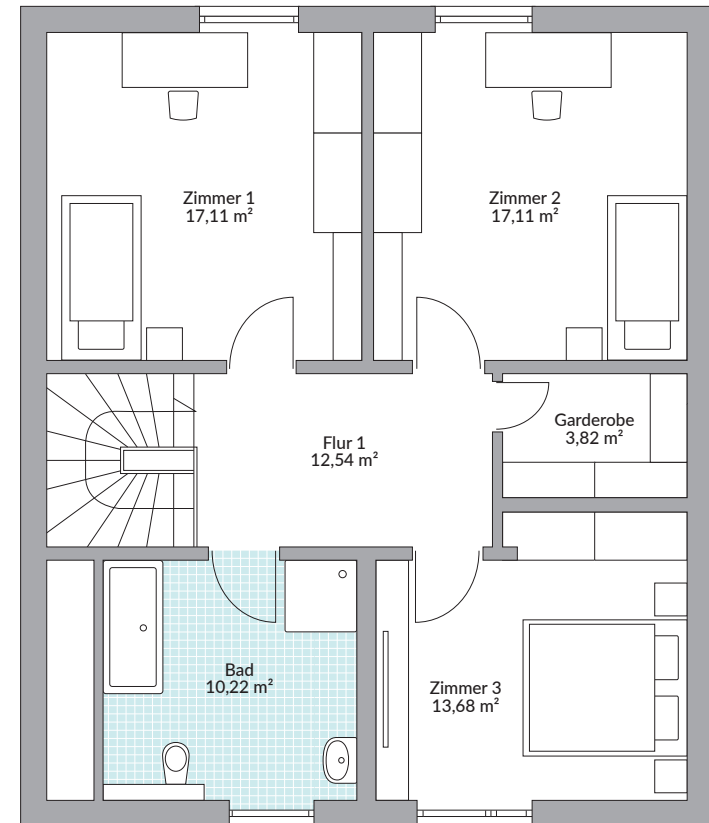 Zimmer 1
17,11 m²
Zimmer 2
17,11 m²
Garderobe
3,82 m²
Flur 1
12,54 m²
Bad
10,22 m²
Zimmer 3
13,68 m²